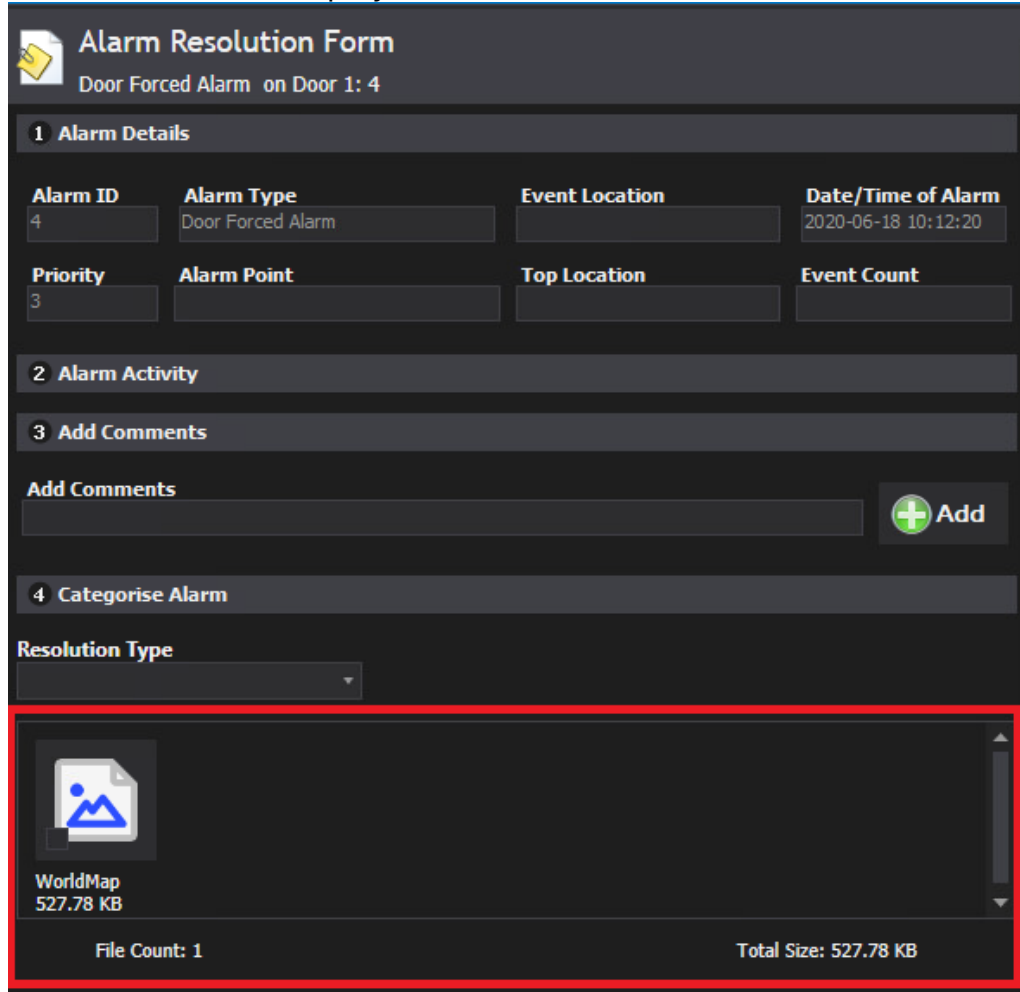 Alarm Resolution Form
Door Forced Alarm on Door 1: 4
1 Alarm Details
Alarm ID Alarm Type Event Location Date/Time of Alarm
4 Door Forced Alarm 2020-06-18 10:12:20
Priority Alarm Point Top Location Event Count
3
2 Alarm Activity
3 Add Comments
Add Comments
Add
4 Categorise Alarm
Resolution Type
WorldMap
527.78 KB
File Count: 1 Total Size: 527.78 KB